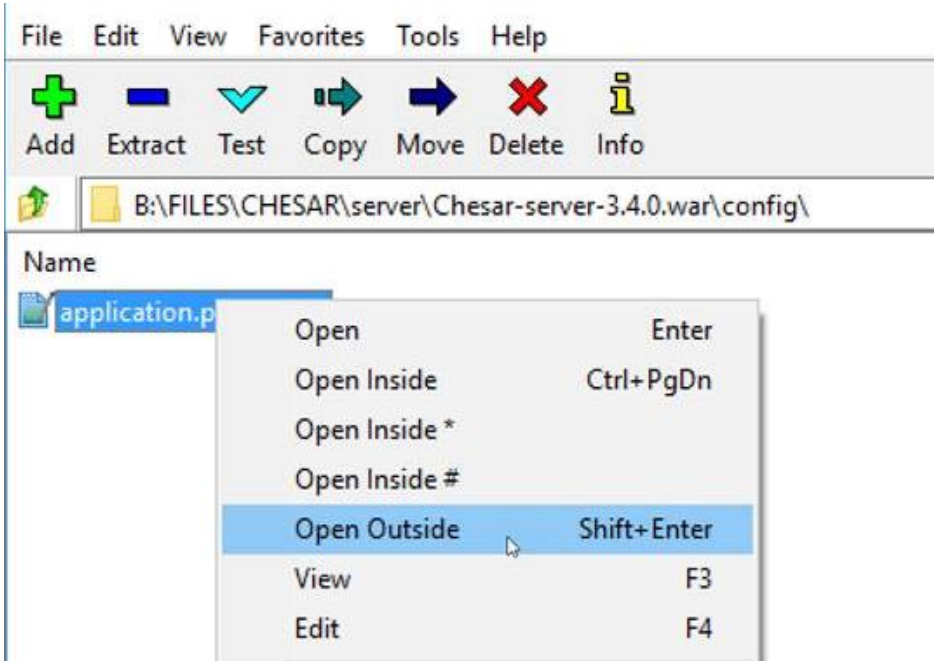 File Edit View Favorites Tools Help
Add Extract Test Copy Move Delete Info
B:\FILES\CHESAR\server\Chesar-server-3.4.0.war\config\
Name
application.p
Open Enter
Open Inside Ctrl+PgDn
Open Inside *
Open Inside #
Open Outside Shift+Enter
View F3
Edit F4